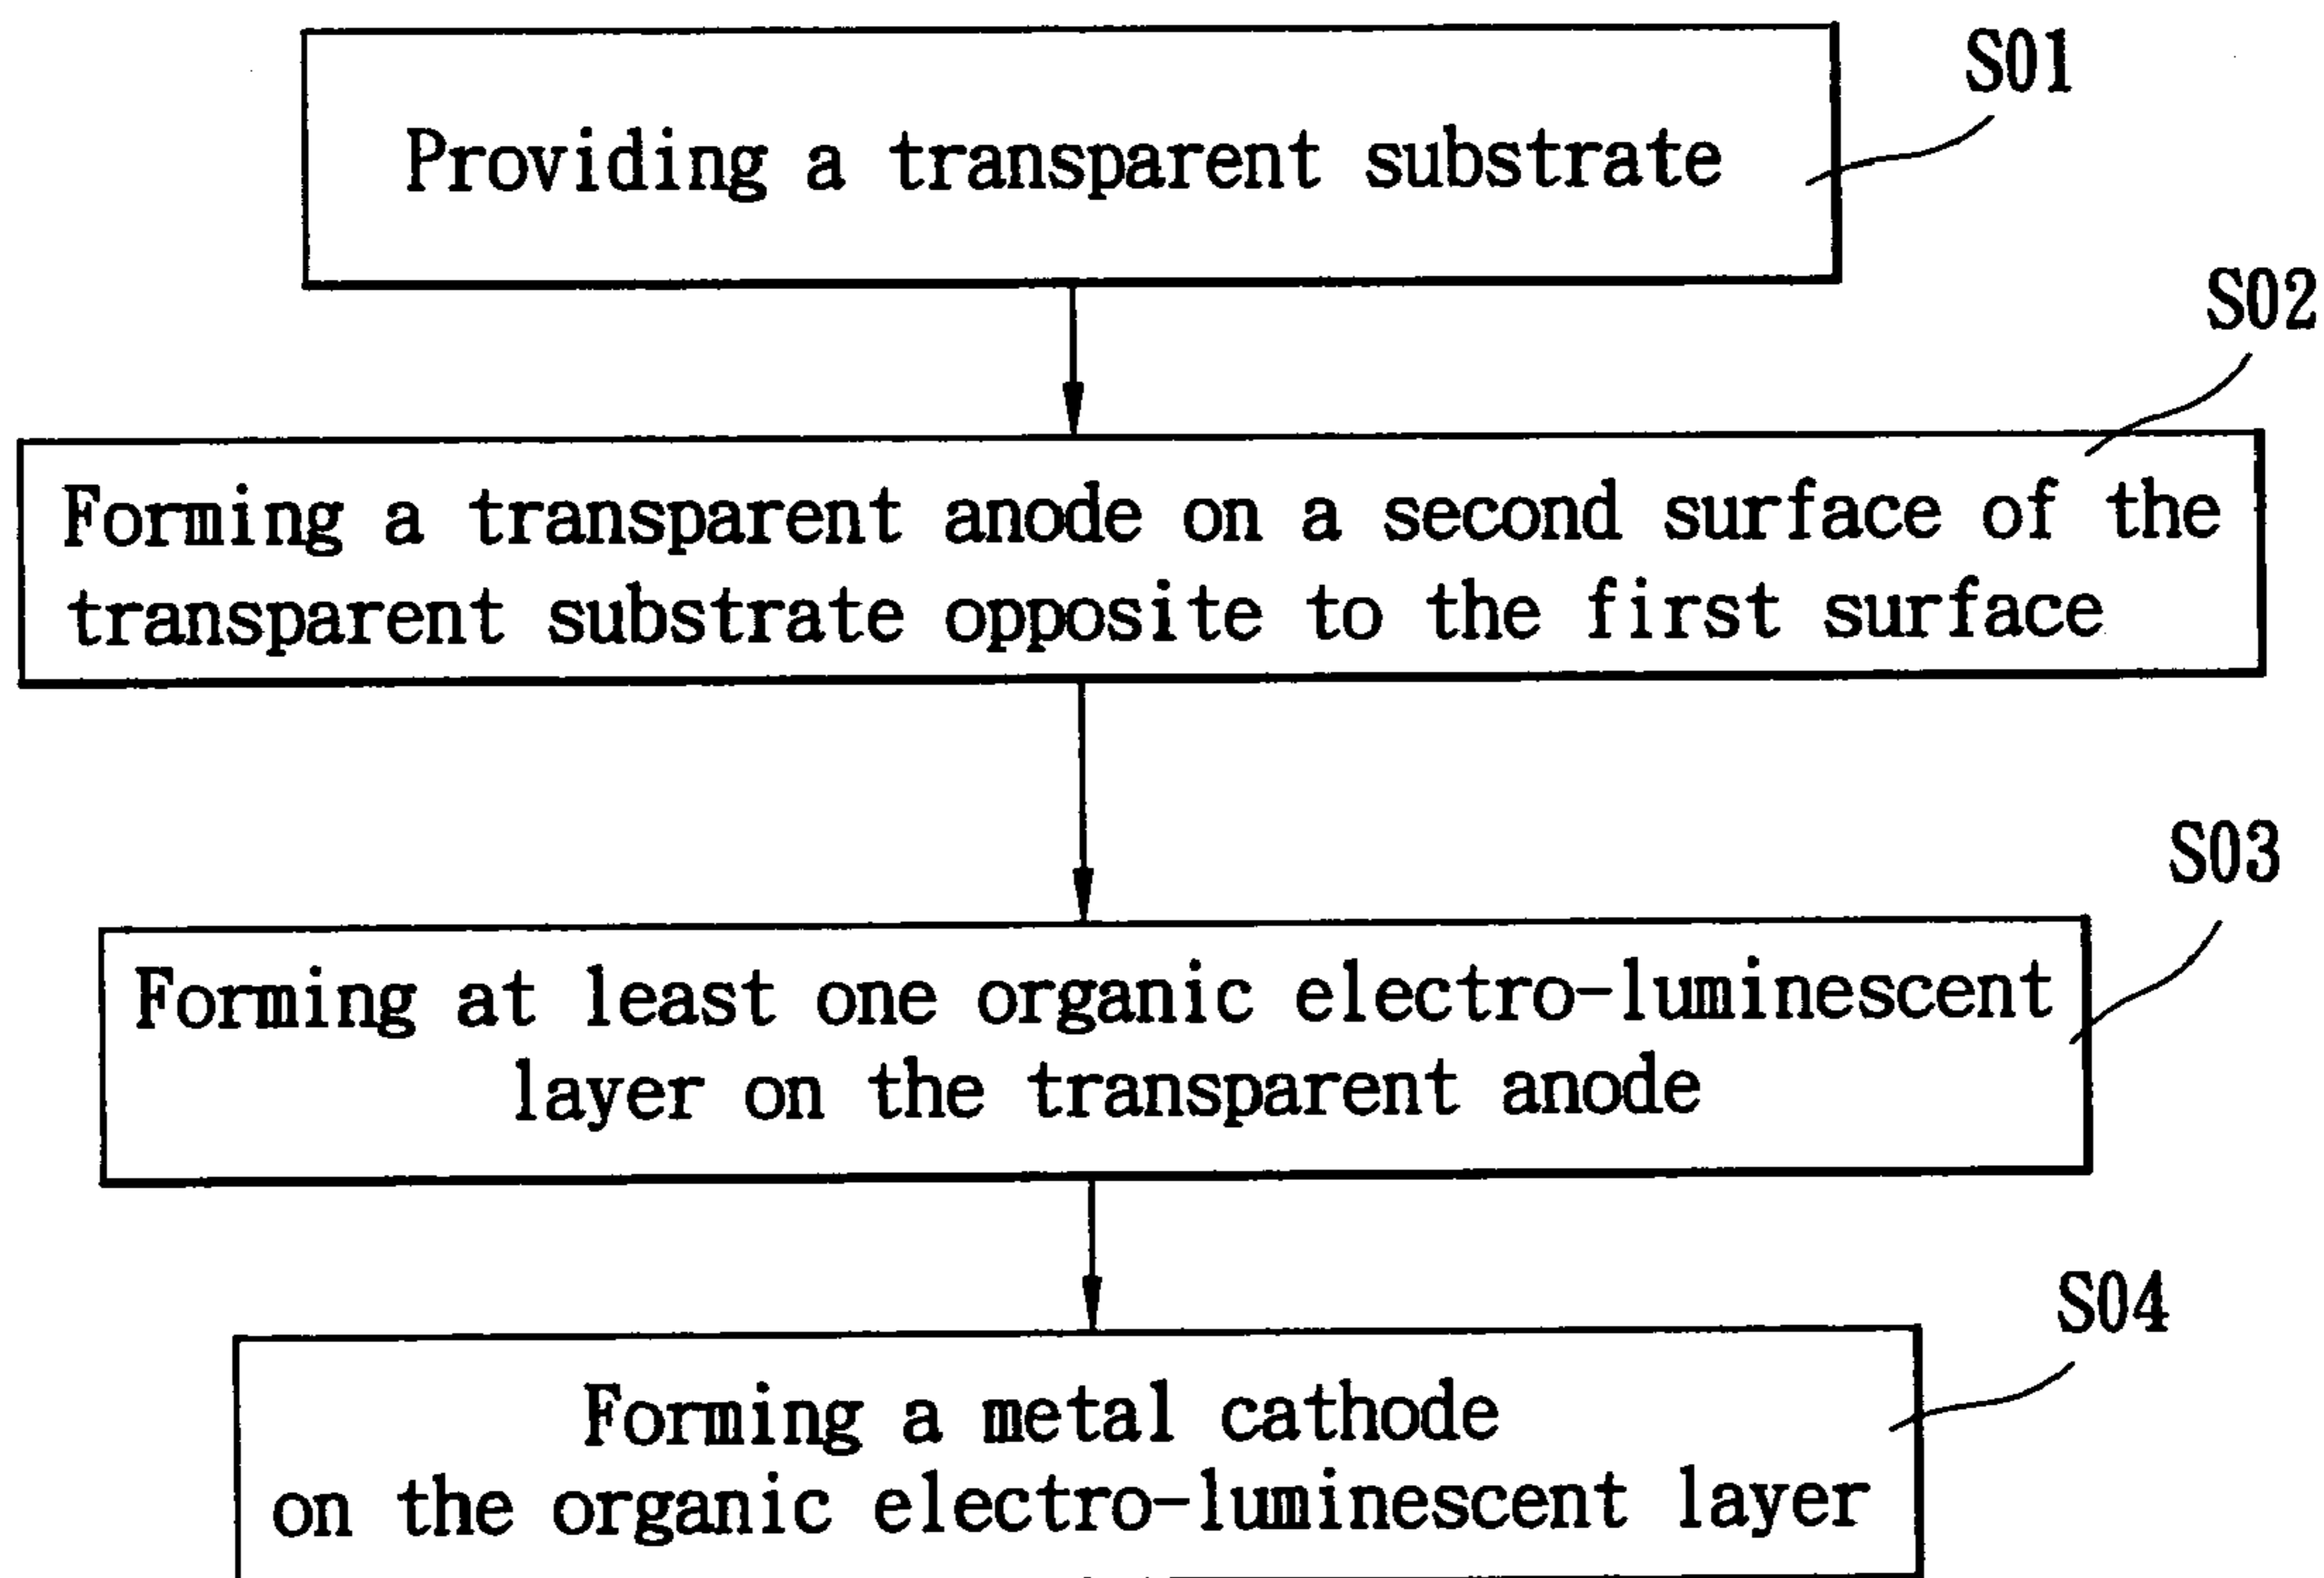 S01
Providing a transparent substrate
S02
Forming a transparent anode on a second surface of the
transparent substrate opposite to the first surface
S03
Forming at least one organic electro-luminescent
layer on the transparent anode
S04
Forming a metal cathode
on the organic electro-luminescent layer